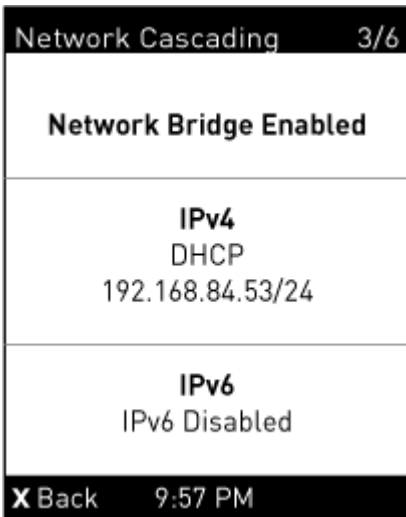 Network Cascading 3/6
Network Bridge Enabled
IPv4
DHCP
192.168.84.53/24
IPv6
IPv6 Disabled
X Back 9:57 PM